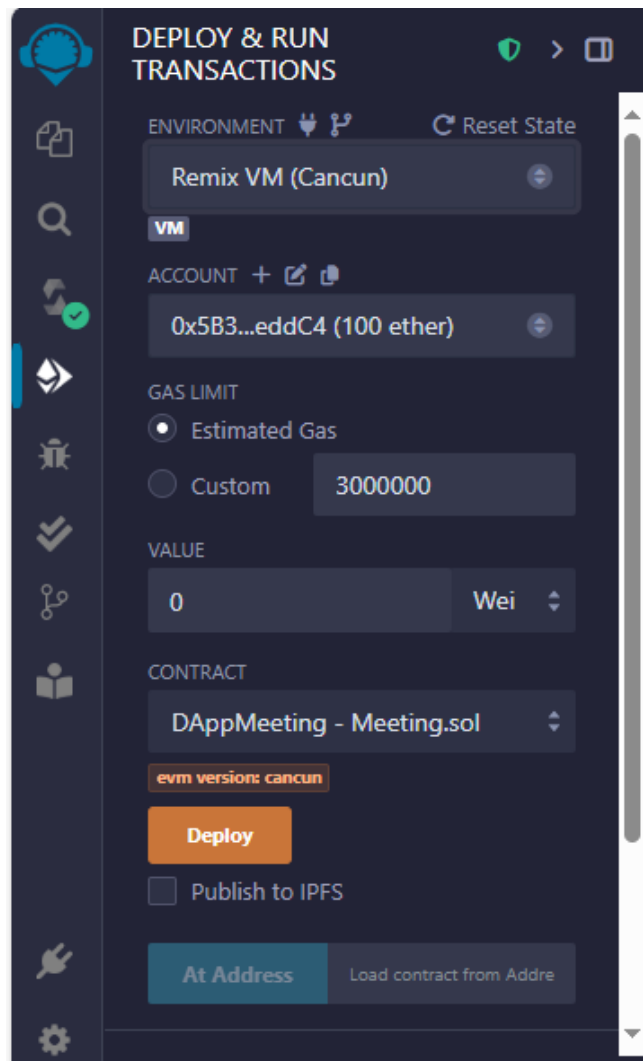 DEPLOY & RUN
TRANSACTIONS
ENVIRONMENT Reset State
Remix VM (Cancun)
VM
ACCOUNT
0x5B3...eddC4 (100 ether)
GAS LIMIT
Estimated Gas
Custom 3000000
VALUE
0 Wei
CONTRACT
DAppMeeting - Meeting.sol
evm version: cancun
Deploy
Publish to IPFS
At Address Load contract from Addre